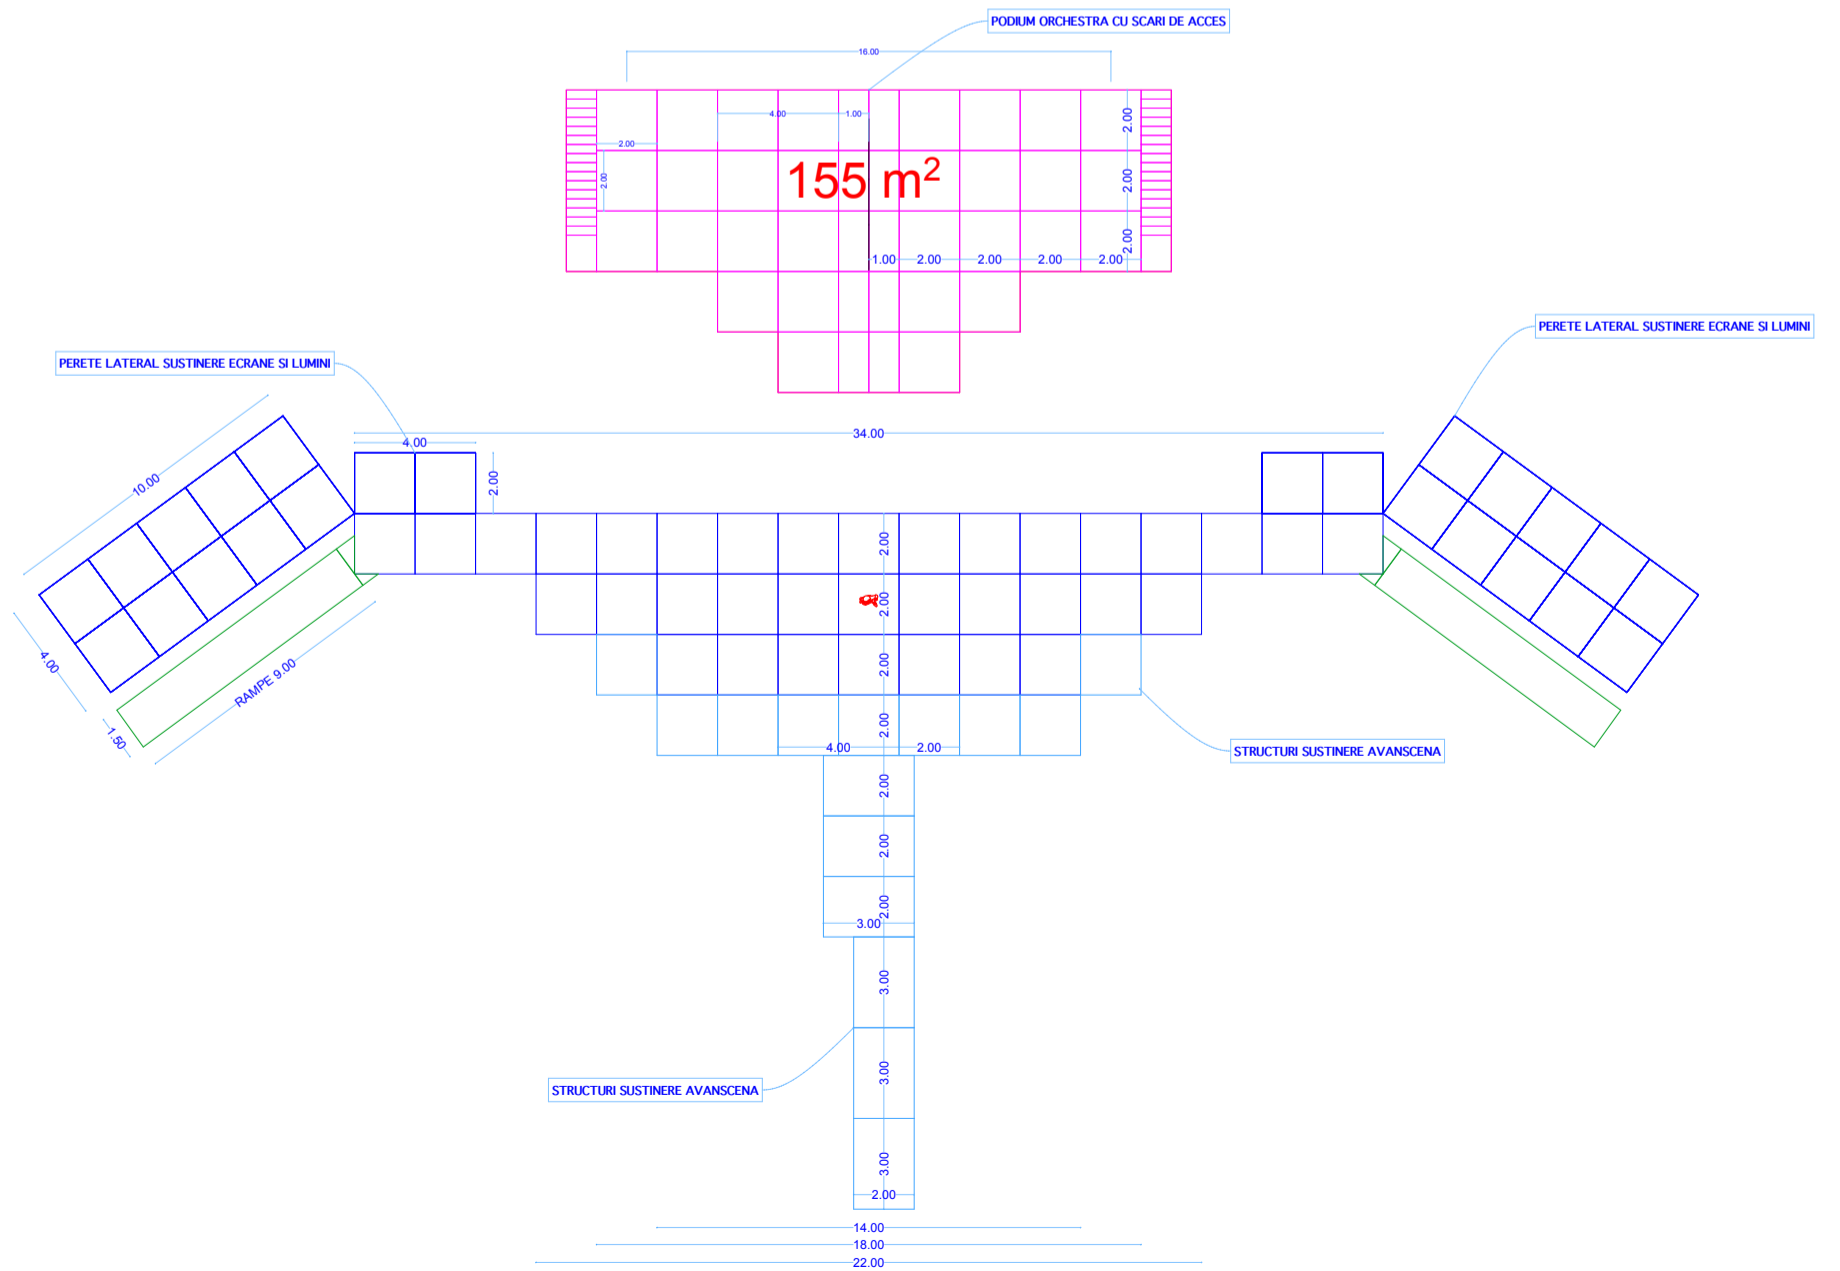 PODIUM ORCHESTRA CU SCARI DE ACCES
16.00
4.00 1.00 2.00
2.00
155 m²
2.00 2.00
2.00
1.00 2.00 2.00 2.00 2.00
PERETE LATERAL SUSTINERE ECRANE SI LUMINI
PERETE LATERAL SUSTINERE ECRANE SI LUMINI
34.00
4.00
2.00
10.00
2.00
2.00
4.00
RAMPE 9.00
1.50
2.00
2.00
4.00 2.00
STRUCTURI SUSTINERE AVANSCENA
2.00
2.00
2.00
3.00
3.00
3.00
STRUCTURI SUSTINERE AVANSCENA
3.00
2.00
14.00
18.00
22.00